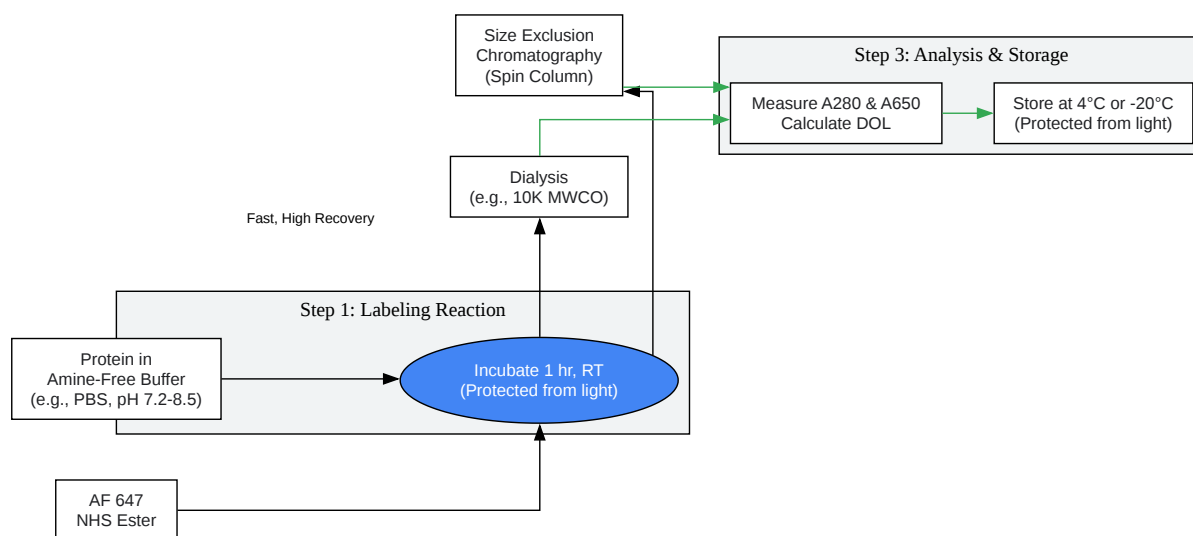 Size Exclusion
Chromatography
(Spin Column)
Step 3: Analysis & Storage
Measure A280 & A650
Calculate DOL
Store at 4°C or -20°C
(Protected from light)
Dialysis
(e.g., 10K MWCO)
Fast, High Recovery
Step 1: Labeling Reaction
Protein in
Amine-Free Buffer
(e.g., PBS, pH 7.2-8.5)
Incubate 1 hr, RT
(Protected from light)
AF 647
NHS Ester